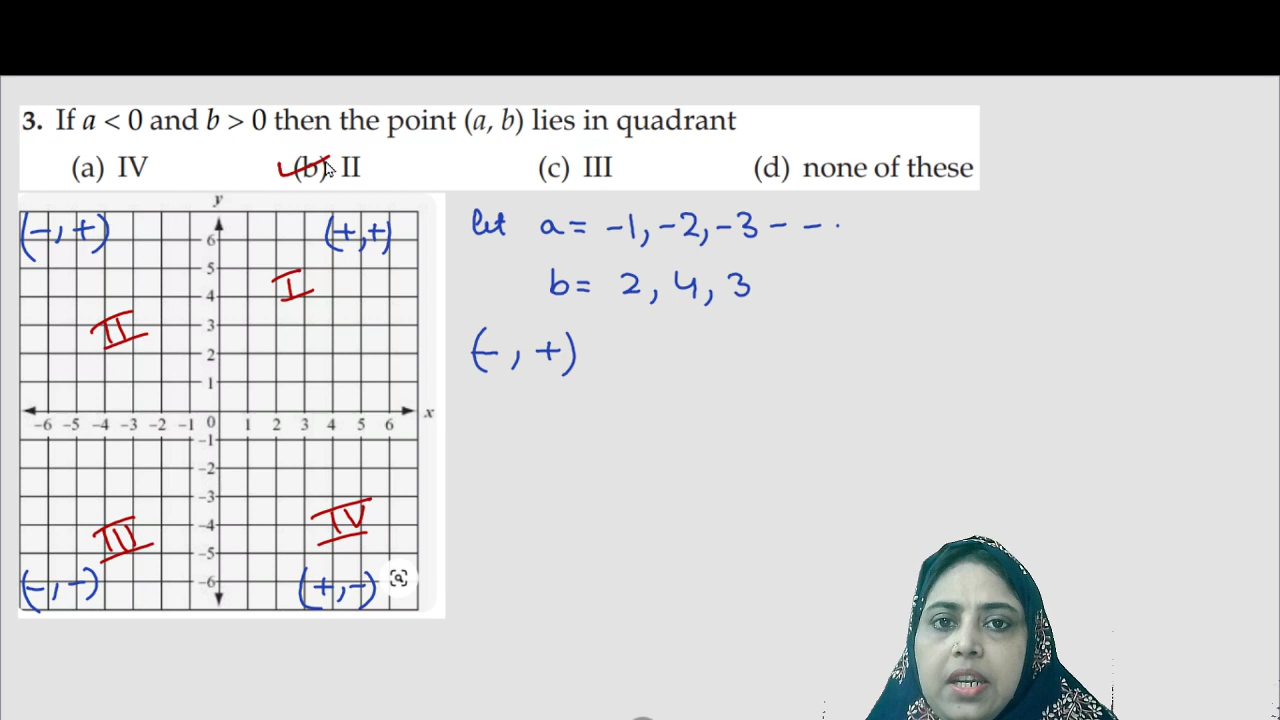 3. If a < 0 and b > 0 then the point (a, b) lies in quadrant
(a) IV (b) II (c) III (d) none of these
y
(-, +) (+,+)
let a = -1, -2, -3 - - .
b = 2, 4, 3
(-, +)
I
II
6
5
4
3
2
1
-6 -5 -4 -3 -2 -1 0 1 2 3 4 5 6 x
-1
-2
-3
-4
-5
-6
III IV
(-, -) (+, -)